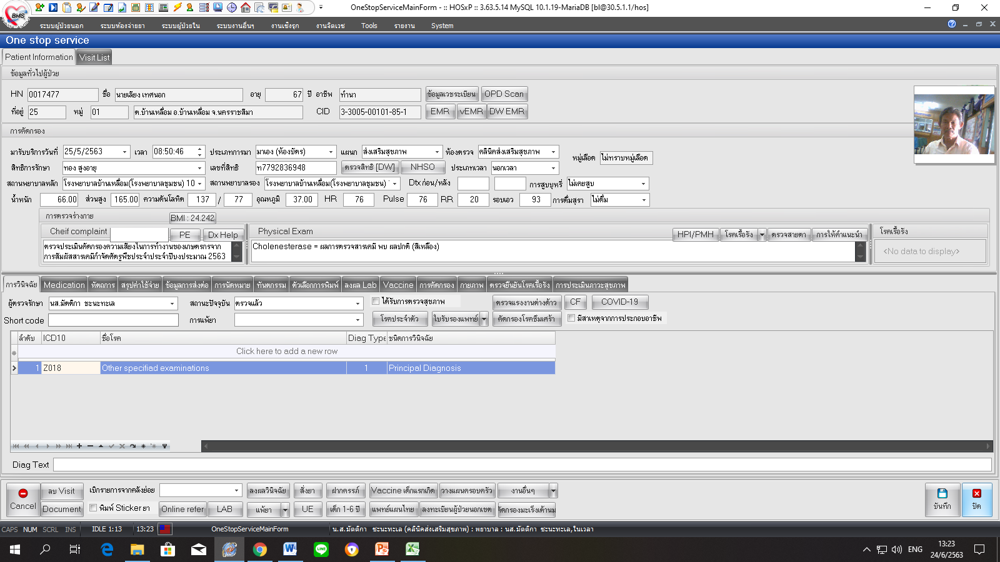 OneStopServiceMainForm - :: HOSxP :: 3.63.5.14 MySQL 10.1.19-MariaDB [bl@30.5.1.1/hos]
BMS ระบบผู้ป่วยนอก ระบบห้องจ่ายยา ระบบผู้ป่วยใน ระบบงานอื่นๆ งานเชิงรุก งานจิตเวช Tools รายงาน System
One stop service
Patient Information Visit List
ข้อมูลทั่วไปผู้ป่วย
HN 0017477 ชื่อ นายเลียง เทศนอก อายุ 67 ปี อาชีพ ทำนา ข้อมูลเวชระเบียน OPD Scan
ที่อยู่ 25 หมู่ 01 ต.บ้านเหลื่อม อ.บ้านเหลื่อม จ.นครราชสีมา CID 3-3005-00101-85-1 EMR vEMR DW EMR
การคัดกรอง
มารับบริการวันที่ 25/5/2563 เวลา 08:50:46 ประเภทการมา มาเอง (ห้องบัตร) แผนก ส่งเสริมสุขภาพ ห้องตรวจ คลินิคส่งเสริมสุขภาพ หมู่เลือด ไม่ทราบหมู่เลือด
สิทธิการรักษา ทอง สูงอายุ เลขที่สิทธิ ท7792836948 ตรวจสิทธิ [DW] NHSO ประเภทเวลา นอกเวลา
สถานพยาบาลหลัก โรงพยาบาลบ้านเหลื่อม(โรงพยาบาลชุมชน) 10 สถานพยาบาลรอง โรงพยาบาลบ้านเหลื่อม(โรงพยาบาลชุมชน) Dtx ก่อน/หลัง การสูบบุหรี่ ไม่เคยสูบ
น้ำหนัก 66.00 ส่วนสูง 165.00 ความดันโลหิต 137 / 77 อุณหภูมิ 37.00 HR 76 Pulse 76 RR 20 รอบเอว 93 การดื่มสุรา ไม่ดื่ม
การตรวจร่างกาย BMI : 24.242
Cheif complaint PE Dx Help Physical Exam HPI/PMH โรคเรื้อรัง ตรวจสายตา การให้คำแนะนำ โรคเรื้อรัง
ตรวจประเมินคัดกรองความเสี่ยงในการทำงานของเกษตรกรจาก Cholenesterase = ผลการตรวจสารเคมี พบ ผลปกติ (สีเหลือง) <No data to display>
การสัมผัสสารเคมีกำจัดศัตรูพืชประจำประจำปีงบประมาณ 2563
การวินิจฉัย Medication หัตถการ สรุปค่าใช้จ่าย ข้อมูลการส่งต่อ การนัดหมาย ทันตกรรม ตัวเลือกการพิมพ์ ลงผล Lab Vaccine การคัดกรอง กายภาพ ตรวจยืนยันโรคเรื้อรัง การประเมินภาวะสุขภาพ
ผู้ตรวจรักษา นส.มัตติกา ชะนะทะเล สถานะปัจจุบัน ตรวจแล้ว ได้รับการตรวจสุขภาพ ตรวจแรงงานต่างด้าว CF COVID-19
Short code การแพ้ยา โรคประจำตัว ใบรับรองแพทย์ คัดกรองโรคซึมเศร้า มีสาเหตุจากการประกอบอาชีพ
ลำดับ ICD10 ชื่อโรค Diag Type ชนิดการวินิจฉัย
Click here to add a new row
1 Z018 Other specifiad examinations 1 Principal Diagnosis
Diag Text
Cancel ลบ Visit เบิกรายการจากคลังย่อย ลงผลวินิจฉัย สั่งยา ฝากครรภ์ Vaccine เด็กแรกเกิด วางแผนครอบครัว งานอื่นๆ บันทึก ปิด
Document พิมพ์ Sticker ยา Online refer LAB แพ้ยา UE เด็ก 1-6 ปี แพทย์แผนไทย ลงทะเบียนผู้ป่วยนอกเขต คัดกรองมะเร็งเต้านม
CAPS NUM SCRL INS IDLE 1:13 13:23 OneStopServiceMainForm น.ส.มัตติกา ชะนะทะเล (คลินิคส่งเสริมสุขภาพ) : พยาบาล : นส.มัตติกา ชะนะทะเล,ในเวลา
ENG 13:23
24/6/2563